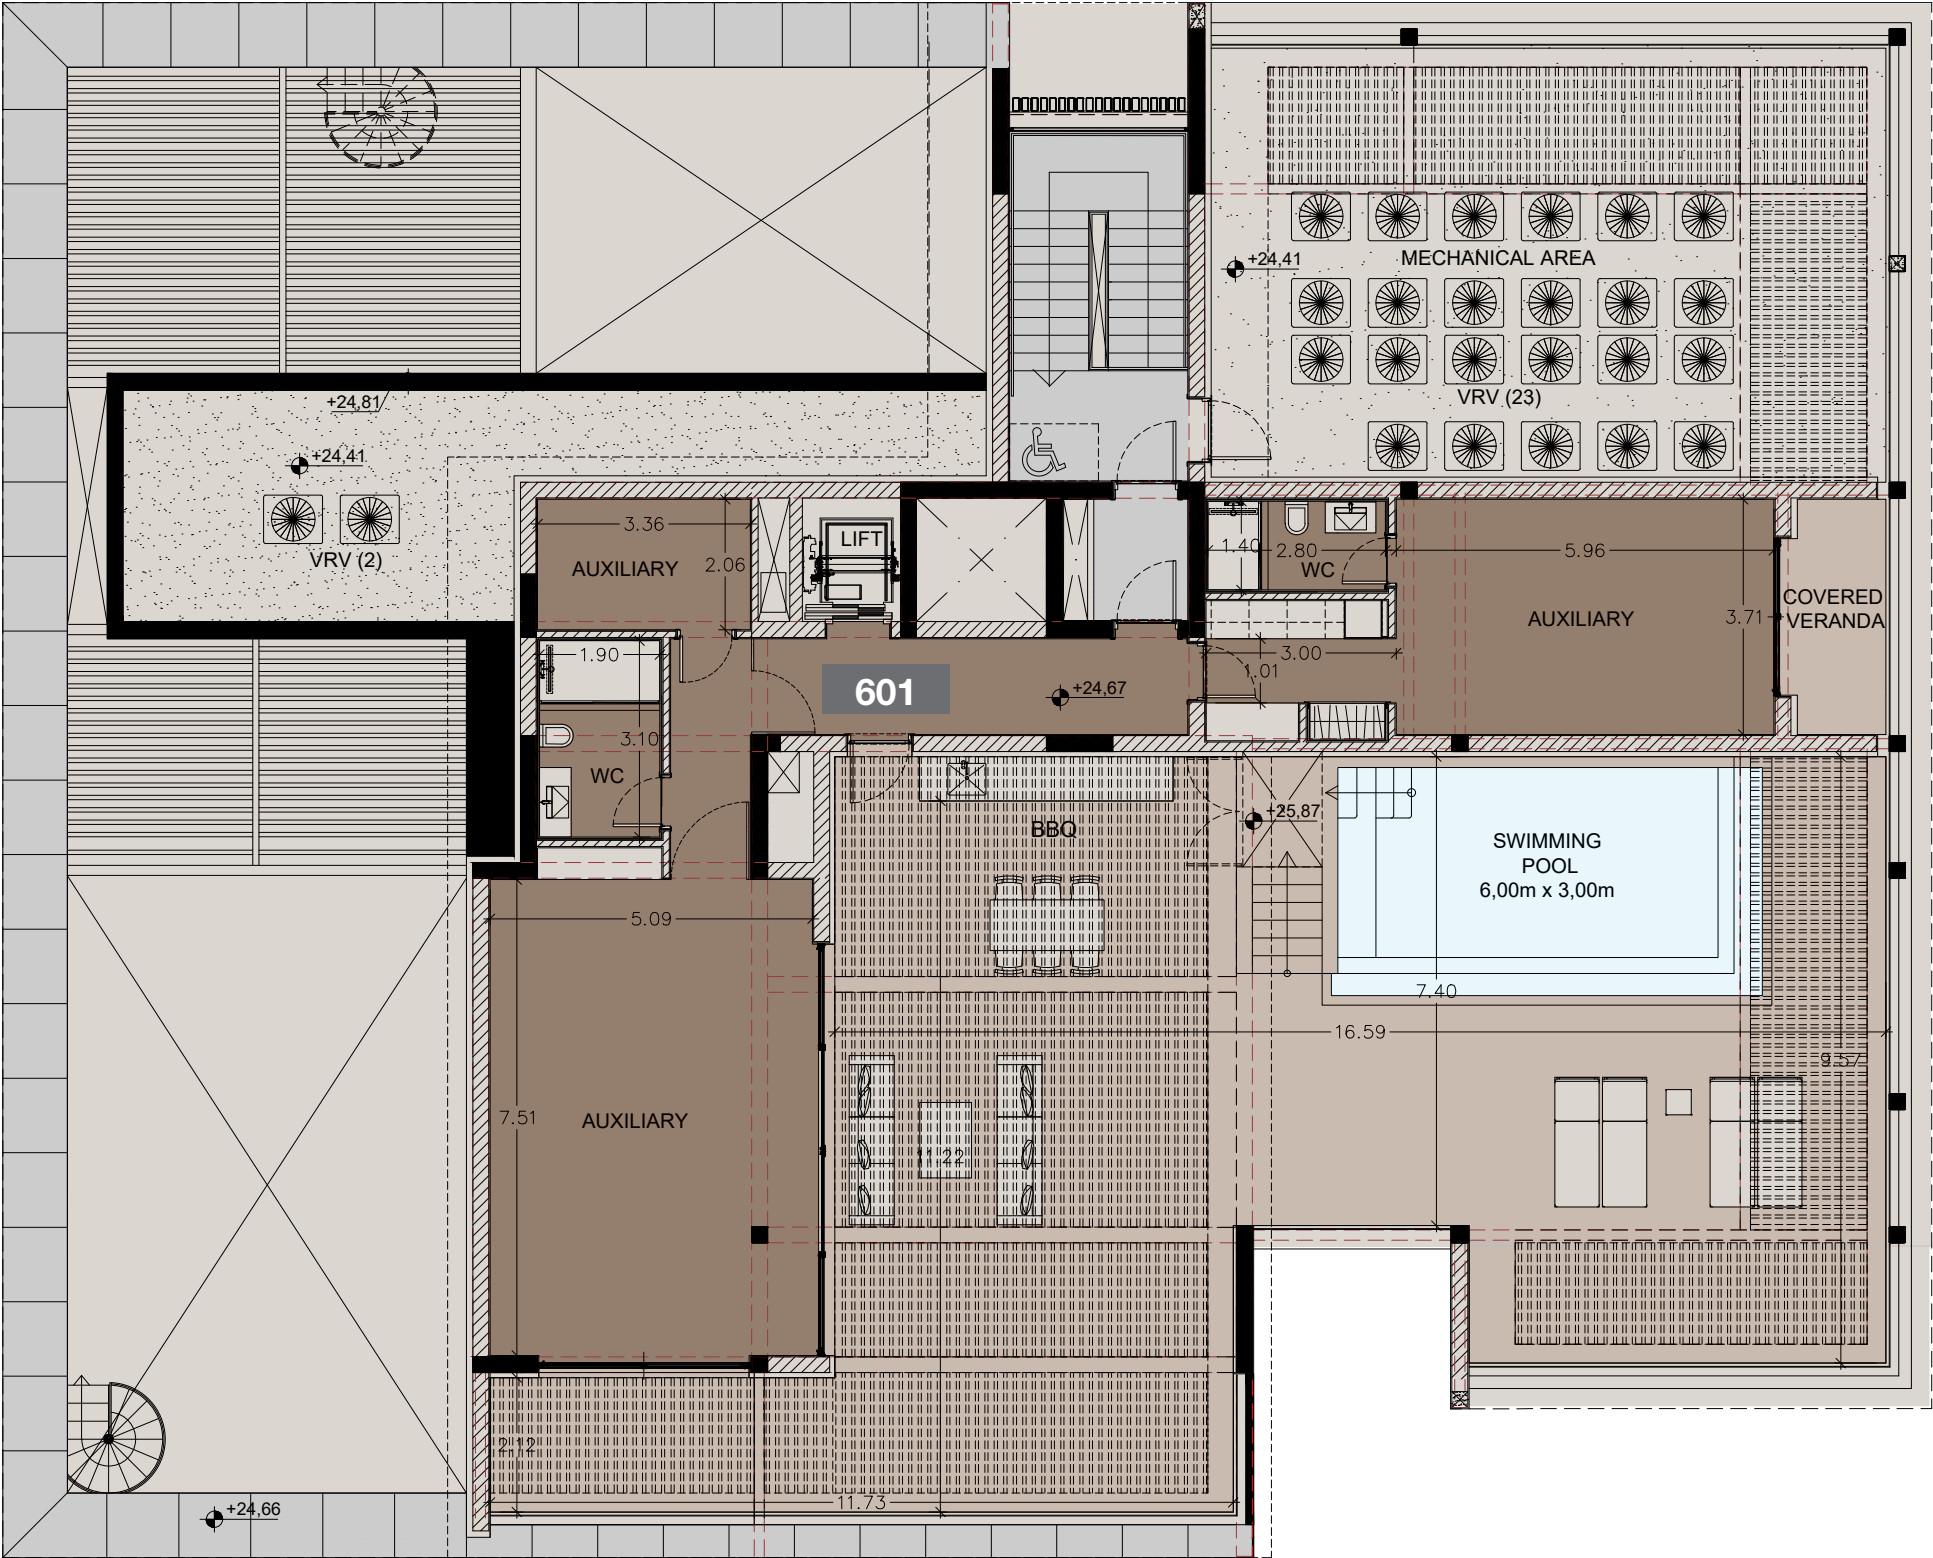 +24,41
MECHANICAL AREA
VRV (23)
+24,81
+24,41
VRV (2)
3.36
2.06
AUXILIARY
LIFT
1.40
2.80
WC
5.96
AUXILIARY
3.71
COVERED
VERANDA
1.90
3.00
1.01
601
+24,67
3.10
WC
BBQ
+25,87
SWIMMING
POOL
6,00m x 3,00m
5.09
7.40
16.59
9.57
7.51
AUXILIARY
11.22
2.12
11.73
+24,66